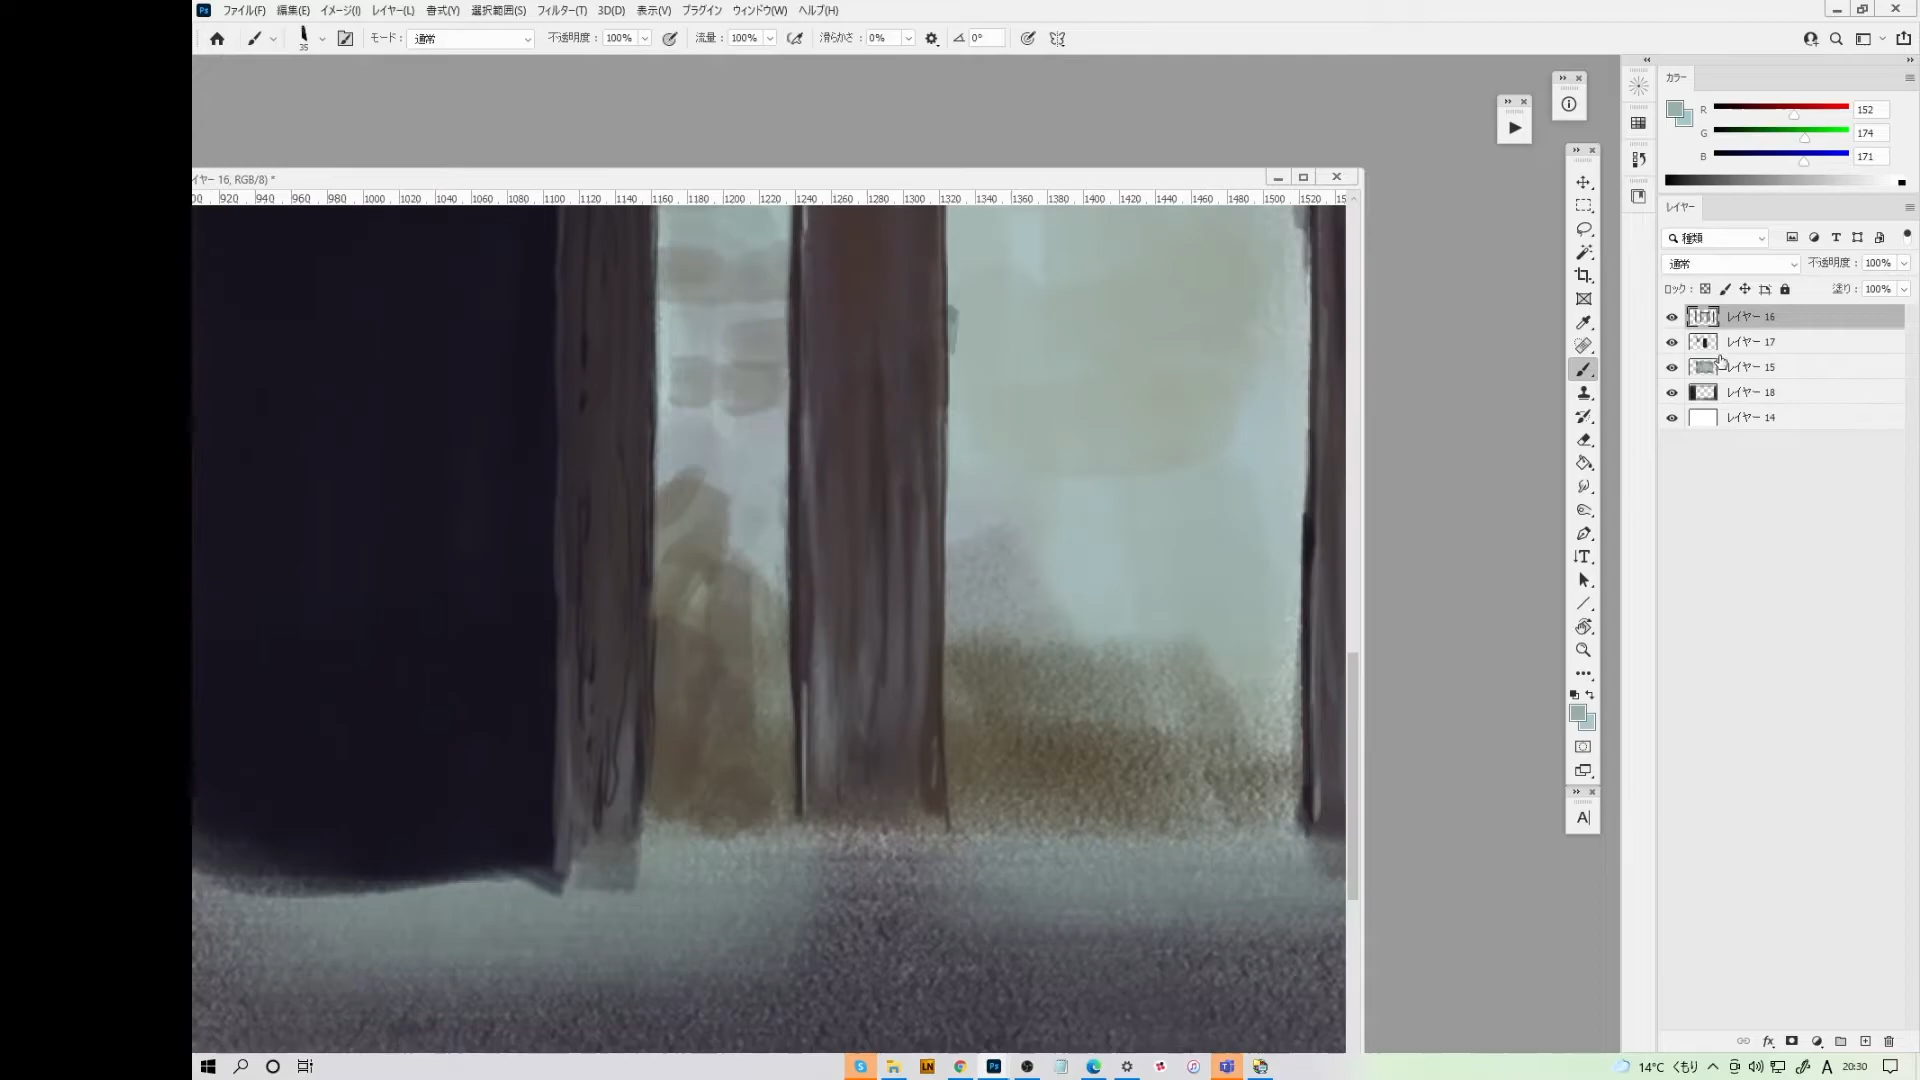 Ps ファイル(F) 編集(E) イメージ(I) レイヤー(L) 書式(Y) 選択範囲(S) フィルター(T) 3D(D) 表示(V) プラグイン ウィンドウ(W) ヘルプ(H)
35 モード: 通常 不透明度: 100% 流量: 100% 滑らかさ: 0% 0°
カラー
R 152
G 174
B 171
イヤー 16, RGB/8) *
920 940 960 980 1000 1020 1040 1060 1080 1100 1120 1140 1160 1180 1200 1220 1240 1260 1280 1300 1320 1340 1360 1380 1400 1420 1440 1460 1480 1500 1520
レイヤー
種類
通常 不透明度: 100%
ロック: 塗り: 100%
レイヤー 16
レイヤー 17
レイヤー 15
レイヤー 18
レイヤー 14
T
A|
fx
LN Ps 14°C くもり A 20:30